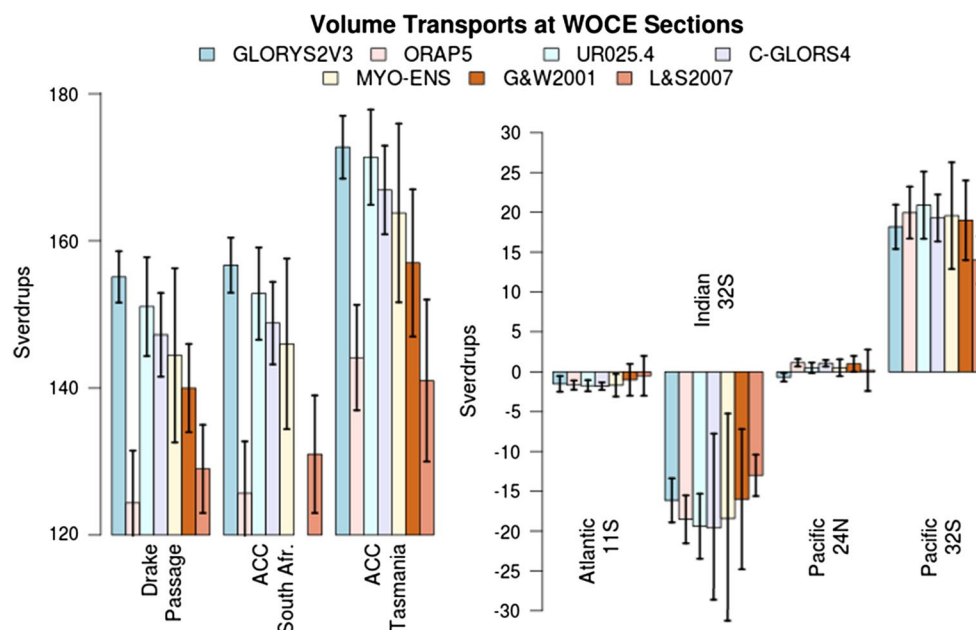 Volume Transports at WOCE Sections
GLORYS2V3 ORAP5 UR025.4 C-GLORS4
MYO-ENS G&W2001 L&S2007
180
160
140
120
Sverdrups
Drake
Passage
ACC
South Afr.
ACC
Tasmania
30
25
20
15
10
5
0
-5
-10
-15
-20
-25
-30
Sverdrups
Atlantic
11S
Indian
32S
Pacific
24N
Pacific
32S